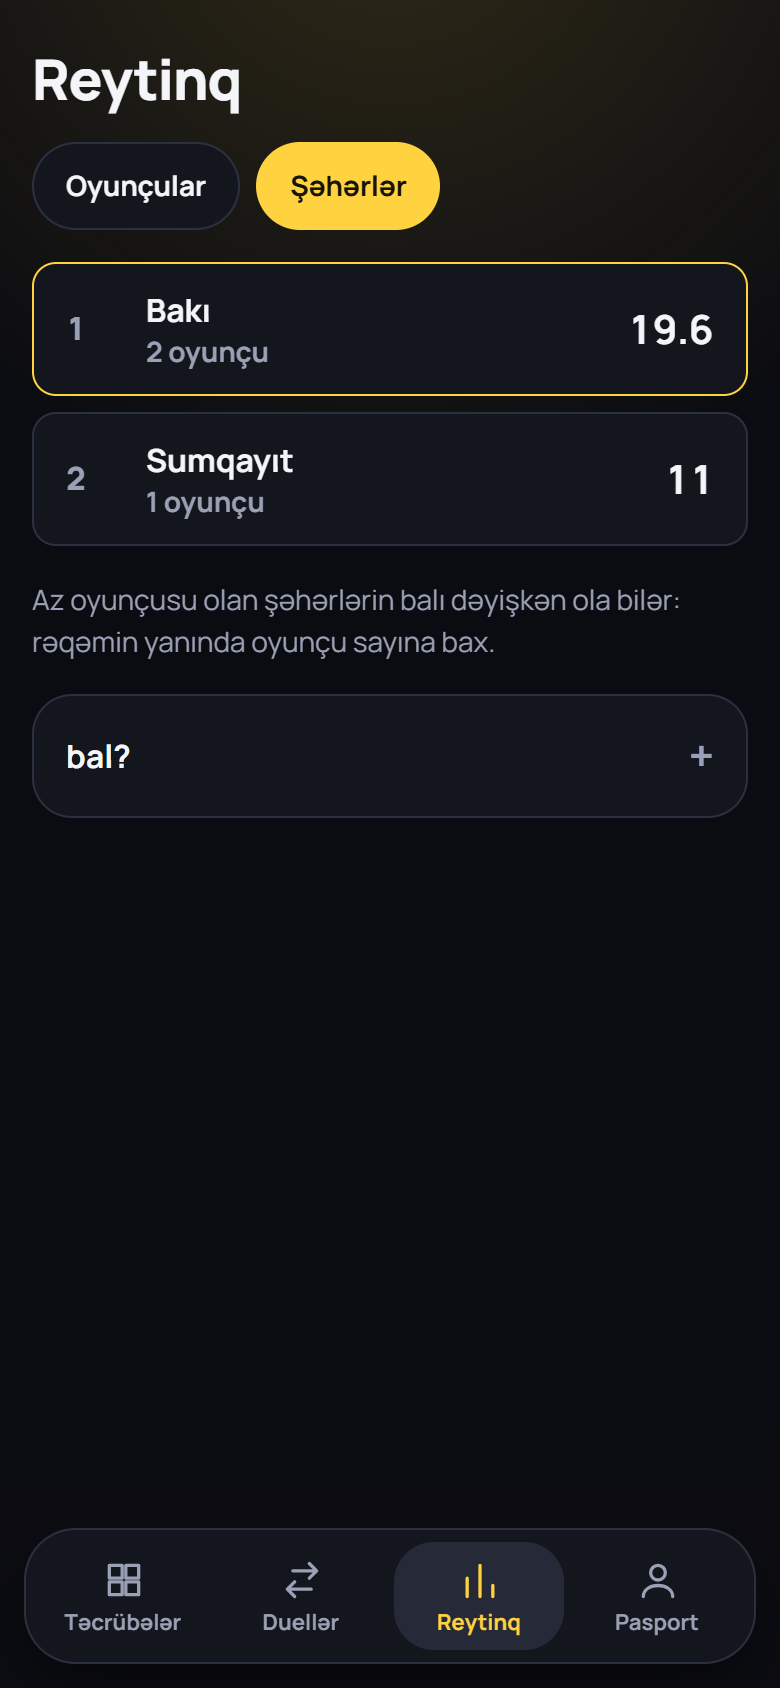 Reytinq
Oyunçular
Şəhərlər
1
Bakı
2 oyunçu
19.6
2
Sumqayıt
1 oyunçu
11
Az oyunçusu olan şəhərlərin balı dəyişkən ola bilər:
rəqəmin yanında oyunçu sayına bax.
bal?
+
Təcrübələr
Duellər
Reytinq
Pasport